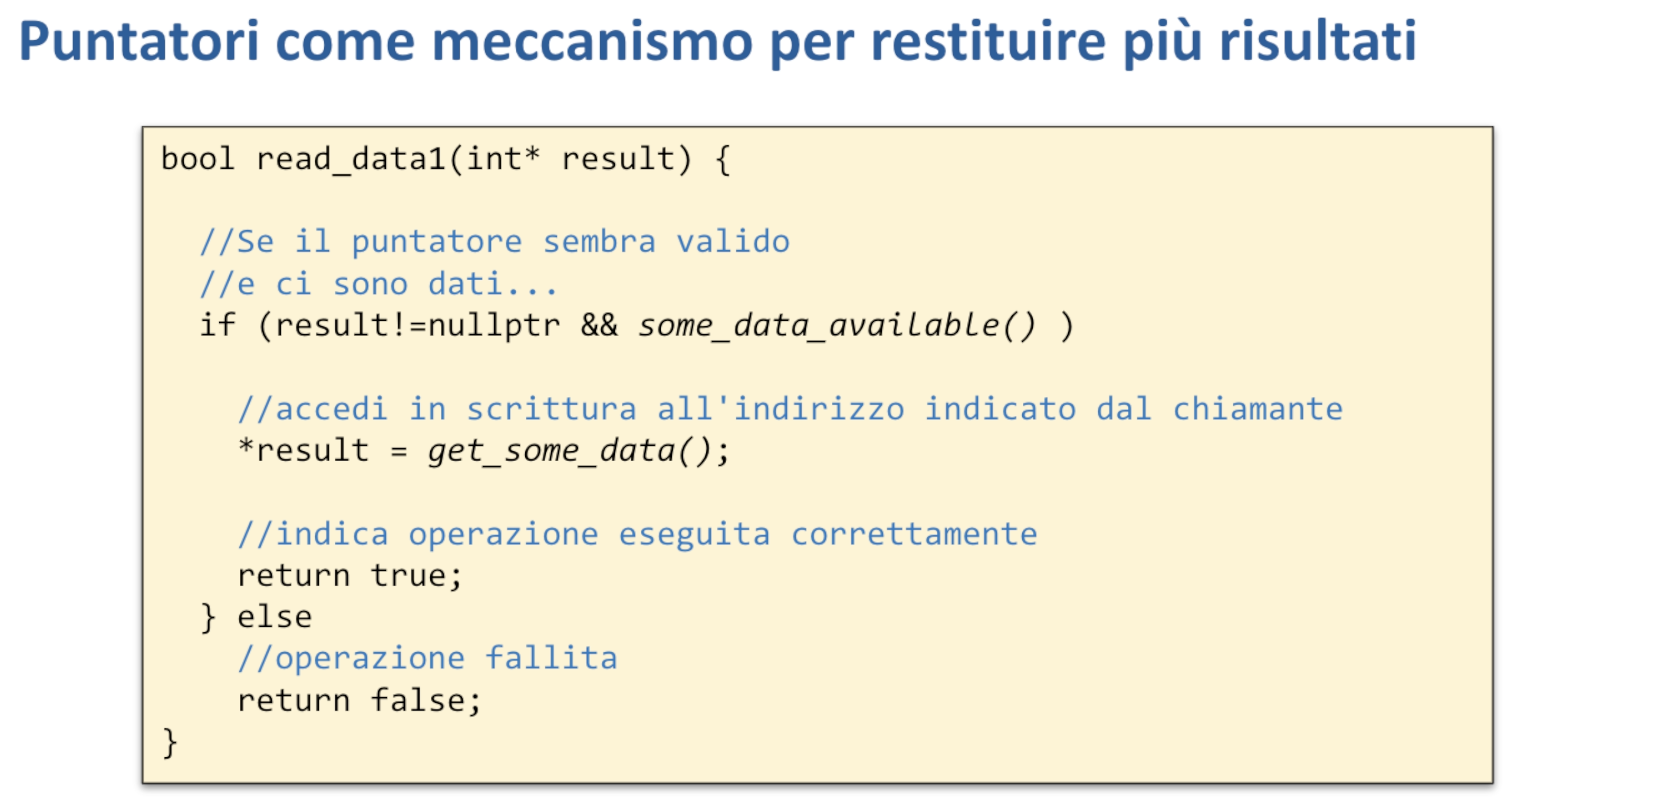 Puntatori come meccanismo per restituire più risultati
bool read_data1(int* result) {
//Se il puntatore sembra valido
//e ci sono dati...
if (result!=nullptr && some_data_available() )
//accedi in scrittura all'indirizzo indicato dal chiamante
*result = get_some_data();
//indica operazione eseguita correttamente
return true;
} else
//operazione fallita
return false;
}